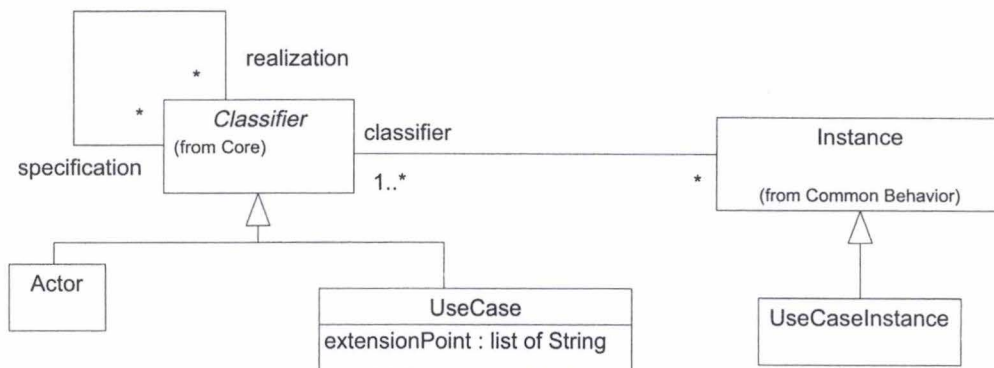 realization
*
*
Classifier
(from Core)
specification
classifier
1..*
*
Instance
(from Common Behavior)
Actor
UseCase
extensionPoint : list of String
UseCaseInstance